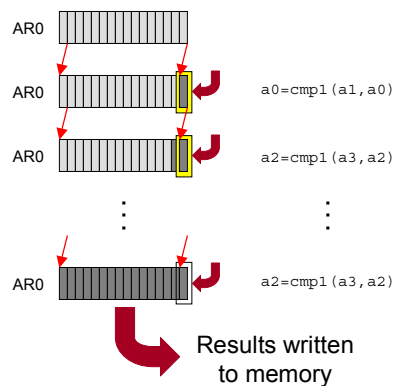 AR0
AR0 a0=cmp1(a1,a0)
AR0 a2=cmp1(a3,a2)
AR0 a2=cmp1(a3,a2)
Results written
to memory